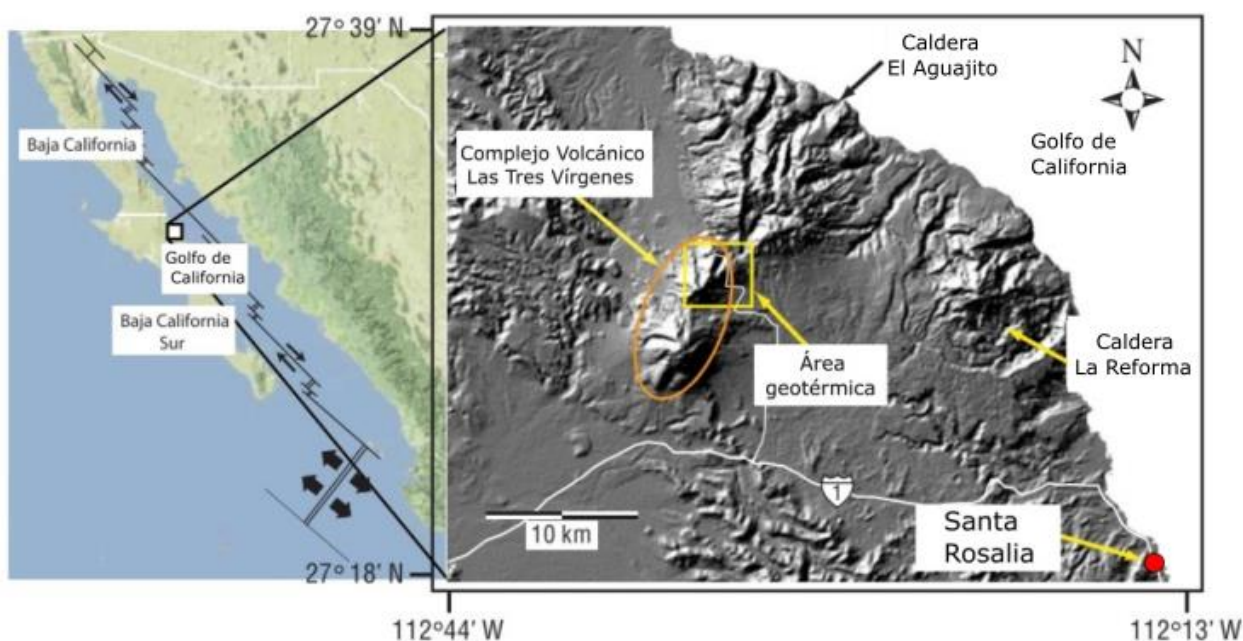 27° 39' N
Caldera
El Aguajito
N
Golfo de
California
Baja California
Complejo Volcánico
Las Tres Vírgenes
Golfo de
California
Baja California
Sur
Área
geotérmica
Caldera
La Reforma
1
10 km
Santa
Rosalia
27° 18' N
112° 44' W
112° 13' W